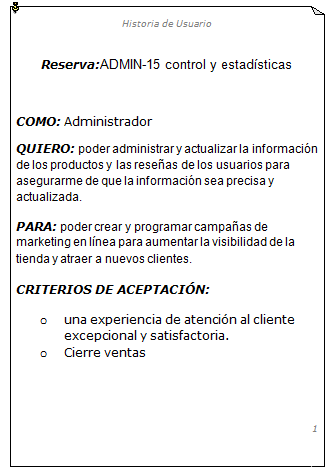 Historia de Usuario
Reserva:ADMIN-15 control y estadísticas
COMO: Administrador
QUIERO: poder administrar y actualizar la información
de los productos y las reseñas de los usuarios para
asegurarme de que la información sea precisa y
actualizada.
PARA: poder crear y programar campañas de
marketing en línea para aumentar la visibilidad de la
tienda y atraer a nuevos clientes.
CRITERIOS DE ACEPTACIÓN:
o una experiencia de atención al cliente
excepcional y satisfactoria.
o Cierre ventas
1